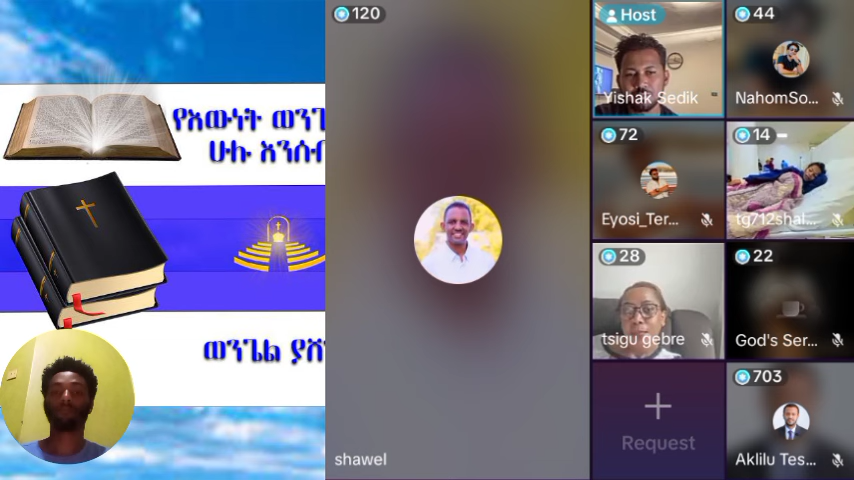 የእውነት ወንጌ
ሁሉ እንሰብ
ወንጌል ያሸ
120
shawel
Host
Yishak Sedik
44
NahomSo...
72
Eyosi_Ter...
14
tg712shal...
28
tsigu gebre
22
God's Ser...
Request
703
Aklilu Tes...